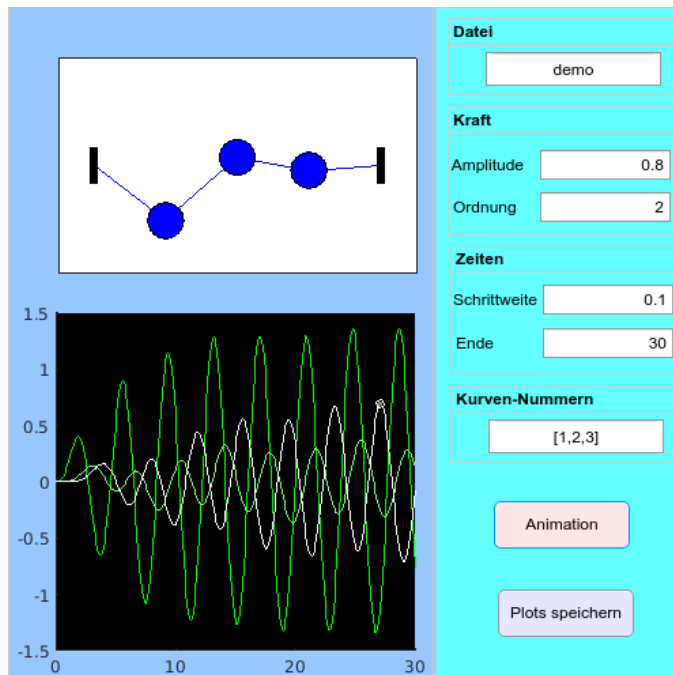 Datei
demo
Kraft
Amplitude 0.8
Ordnung 2
Zeiten
Schrittweite 0.1
Ende 30
Kurven-Nummern
[1,2,3]
Animation
Plots speichern
1.5
1
0.5
0
-0.5
-1
-1.5
0 10 20 30